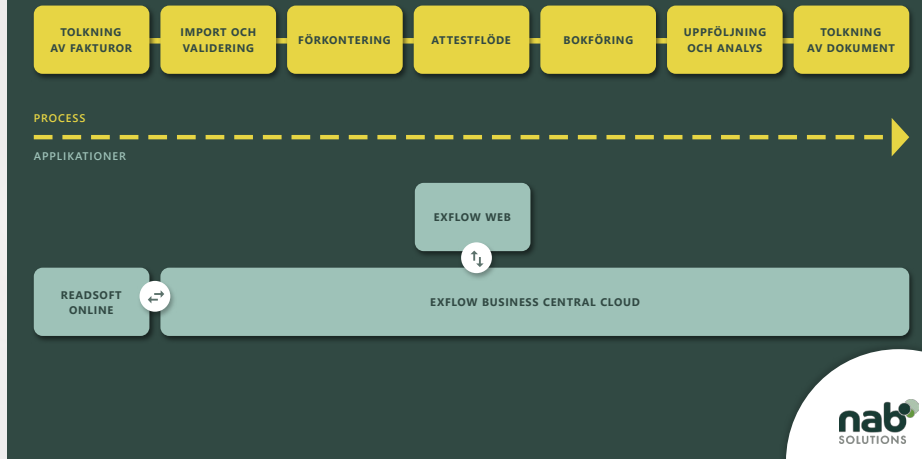 TOLKNING
AV FAKTUROR
IMPORT OCH
VALIDERING
FÖRKONTERING
ATTESTFLÖDE
BOKFÖRING
UPPFÖLJNING
OCH ANALYS
TOLKNING
AV DOKUMENT
PROCESS
APPLIKATIONER
EXFLOW WEB
READSOFT
ONLINE
EXFLOW BUSINESS CENTRAL CLOUD
nab
SOLUTIONS